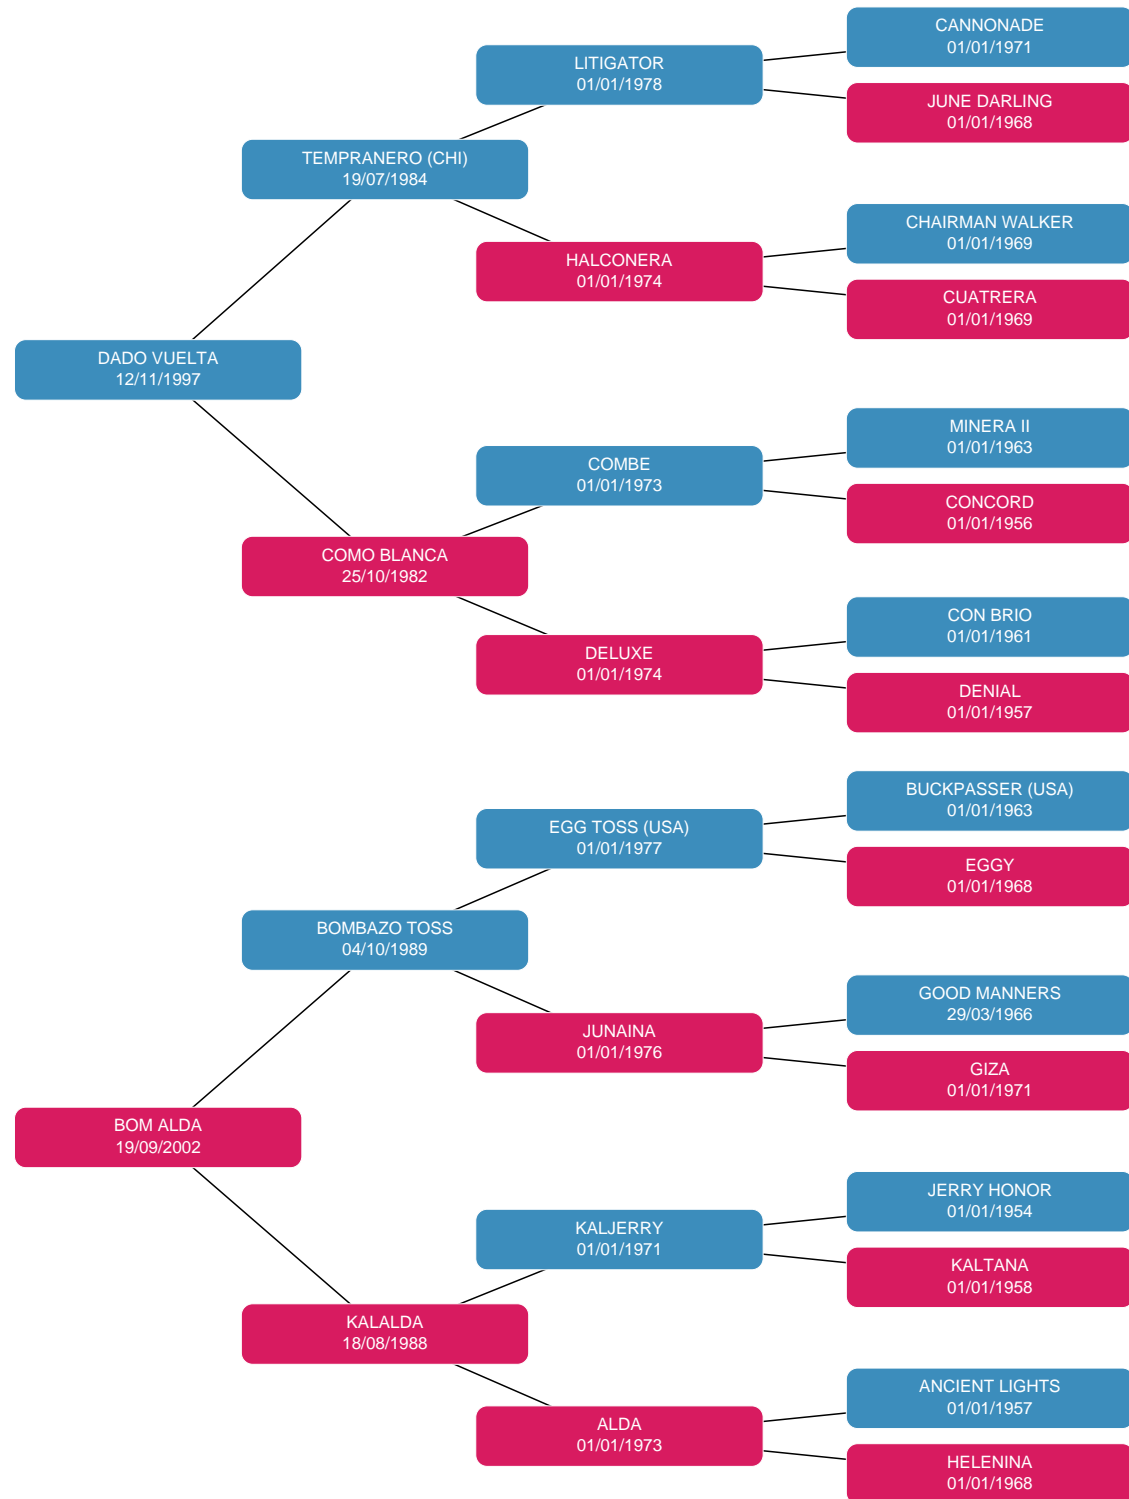 CANNONADE
01/01/1971
LITIGATOR
01/01/1978
JUNE DARLING
01/01/1968
TEMPRANERO (CHI)
19/07/1984
CHAIRMAN WALKER
01/01/1969
HALCONERA
01/01/1974
CUATRERA
01/01/1969
DADO VUELTA
12/11/1997
MINERA II
01/01/1963
COMBE
01/01/1973
CONCORD
01/01/1956
COMO BLANCA
25/10/1982
CON BRIO
01/01/1961
DELUXE
01/01/1974
DENIAL
01/01/1957
BUCKPASSER (USA)
01/01/1963
EGG TOSS (USA)
01/01/1977
EGGY
01/01/1968
BOMBAZO TOSS
04/10/1989
GOOD MANNERS
29/03/1966
JUNAINA
01/01/1976
GIZA
01/01/1971
BOM ALDA
19/09/2002
JERRY HONOR
01/01/1954
KALJERRY
01/01/1971
KALTANA
01/01/1958
KALALDA
18/08/1988
ANCIENT LIGHTS
01/01/1957
ALDA
01/01/1973
HELENINA
01/01/1968